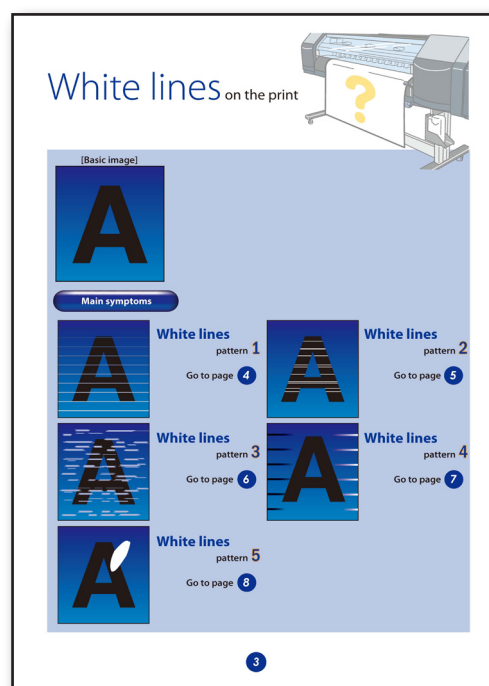 White lines on the print
?
[Basic image]
A
Main symptoms
A
White lines
pattern 1
Go to page 4
A
White lines
pattern 2
Go to page 5
A
White lines
pattern 3
Go to page 6
A
White lines
pattern 4
Go to page 7
A
White lines
pattern 5
Go to page 8
3